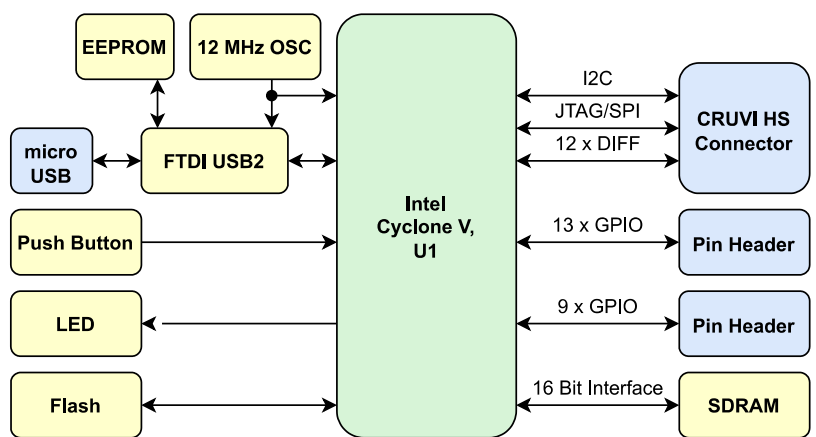 EEPROM
12 MHz OSC
micro
USB
FTDI USB2
Push Button
LED
Flash
Intel
Cyclone V,
U1
I2C
JTAG/SPI
12 x DIFF
CRUVI HS
Connector
13 x GPIO
Pin Header
9 x GPIO
Pin Header
16 Bit Interface
SDRAM